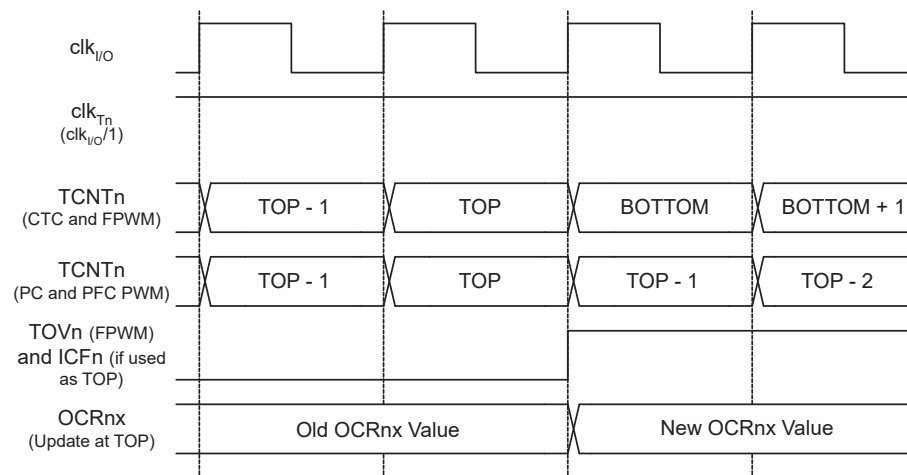 clkI/O
clkTn
(clkI/O/1)
TCNTn
(CTC and FPWM)
TOP - 1
TOP
BOTTOM
BOTTOM + 1
TCNTn
(PC and PFC PWM)
TOP - 1
TOP
TOP - 1
TOP - 2
TOVn (FPWM)
and ICFn (if used
as TOP)
OCRnx
(Update at TOP)
Old OCRnx Value
New OCRnx Value